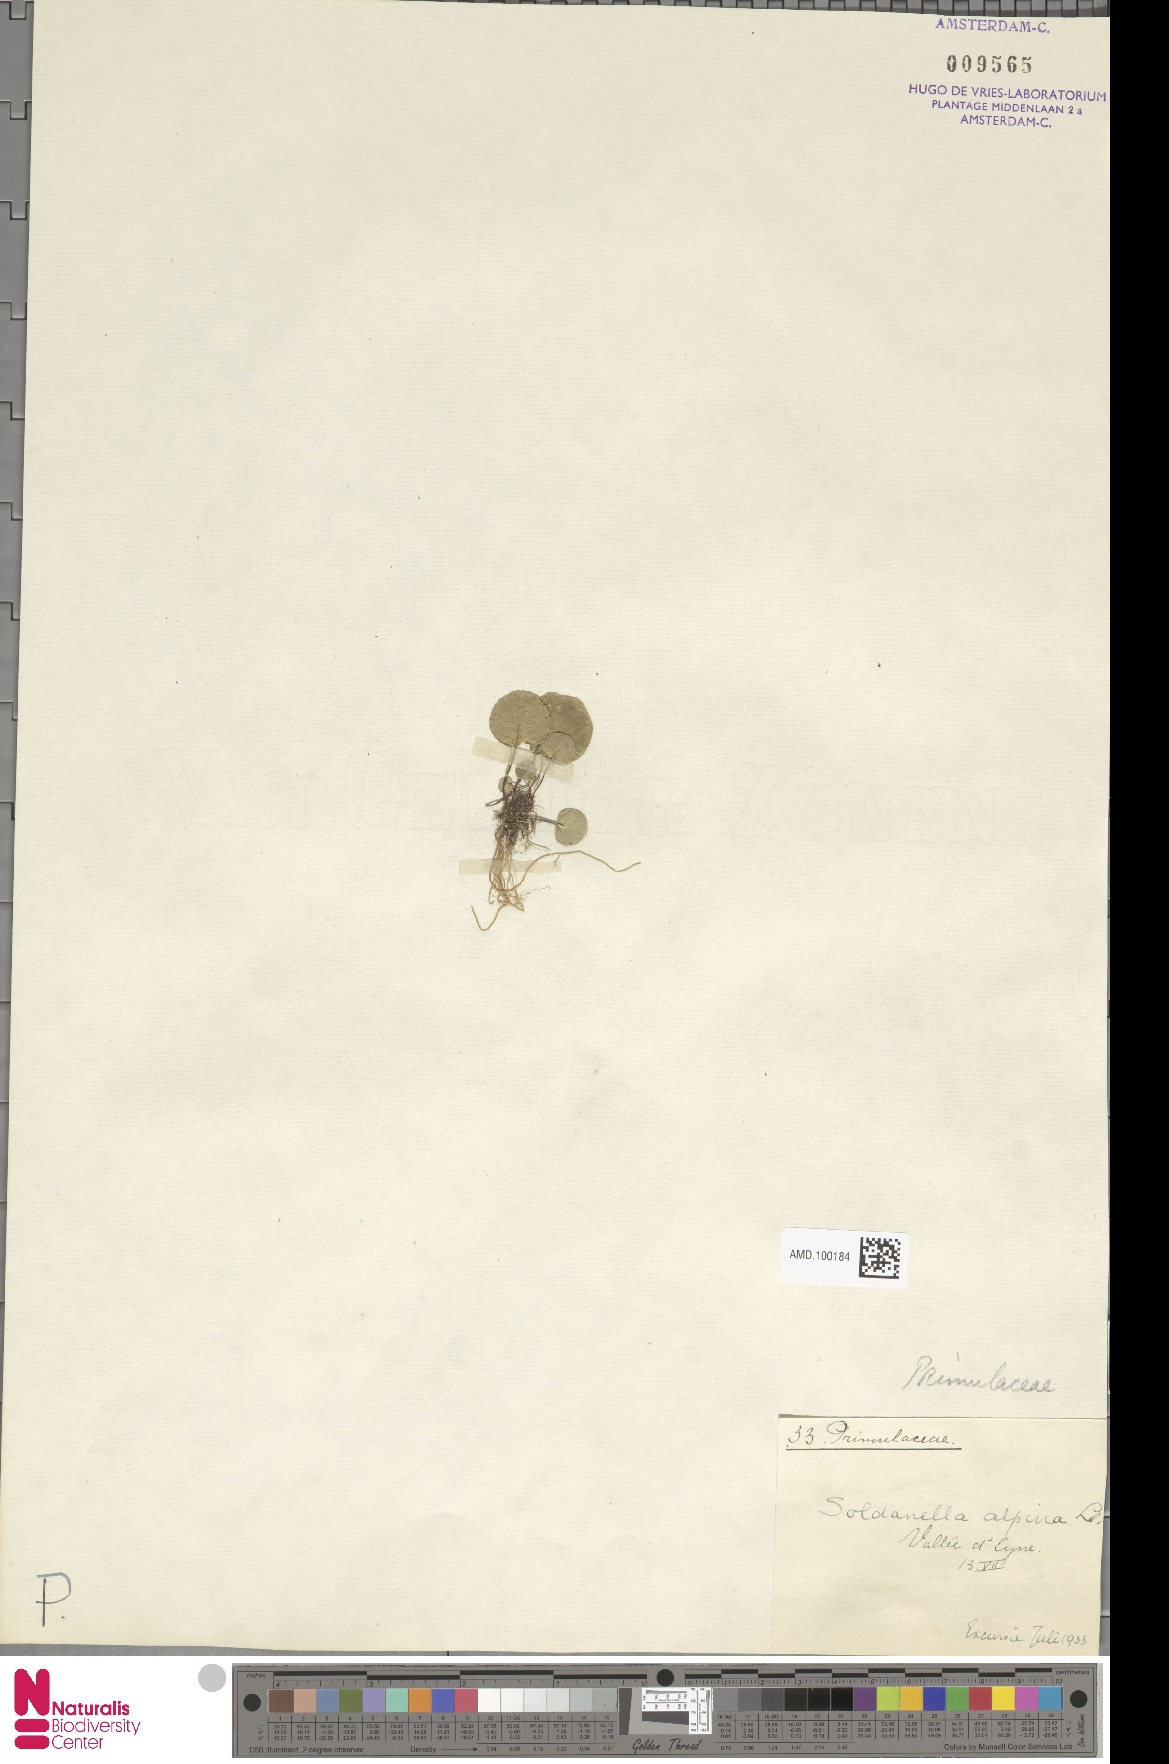 AMSTERDAM-C.
009565
HUGO DE VRIES-LABORATORIUM
PLANTAGE MIDDENLAAN 2 a
AMSTERDAM-C.
AMD.100184
Primulaceae
33. Primulaceae.
Soldanella alpina L.
Vallée d'Eyne.
13 VII
Excursie Juli 1933
P.
Naturalis
Biodiversity
Center
inches
centimetres
D50 Illuminant, 2 degree observer
Density
Golden Thread
Colors by Munsell Color Services Lab